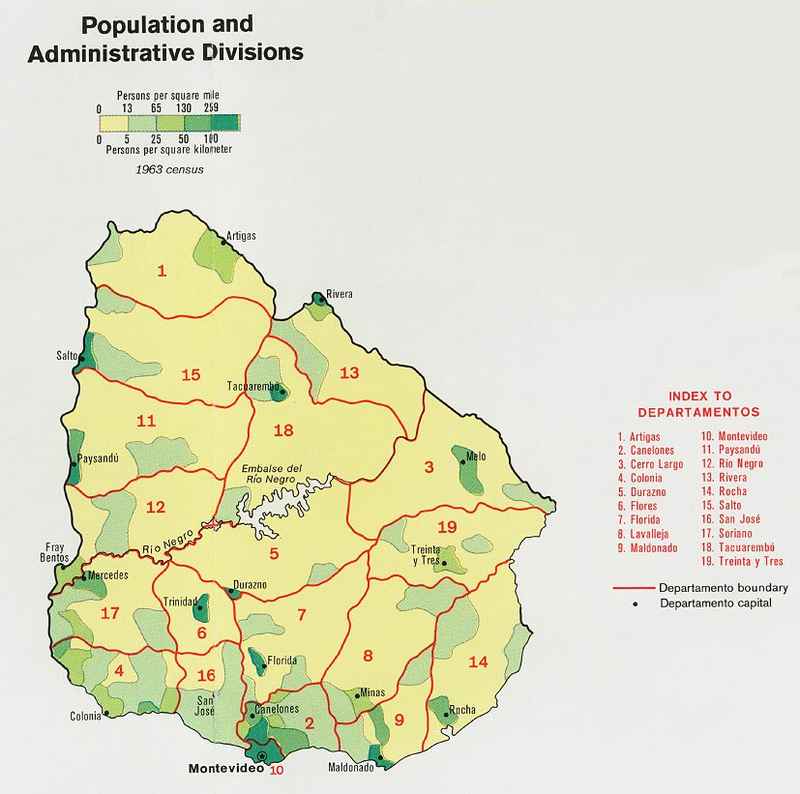 Population and
Administrative Divisions
Persons per square mile
0 13 65 130 259
0 5 25 50 100
Persons per square kilometer
1963 census
Artigas
1
Rivera
Salto
15
13
Tacuarembó
11
18
Paysandú
3
Melo
Embalse del
Río Negro
12
19
Río Negro
Fray
Bentos
5
Treinta
y Tres
Mercedes
Durazno
Trinidad
17
7
6
8
14
4
16
Florida
San
José
Minas
Colonia
Canelones
2
9
Rocha
Montevideo 10
Maldonado
INDEX TO
DEPARTAMENTOS
1. Artigas
2. Canelones
3. Cerro Largo
4. Colonia
5. Durazno
6. Flores
7. Florida
8. Lavalleja
9. Maldonado
10. Montevideo
11. Paysandú
12. Río Negro
13. Rivera
14. Rocha
15. Salto
16. San José
17. Soriano
18. Tacuarembó
19. Treinta y Tres
Departamento boundary
Departamento capital